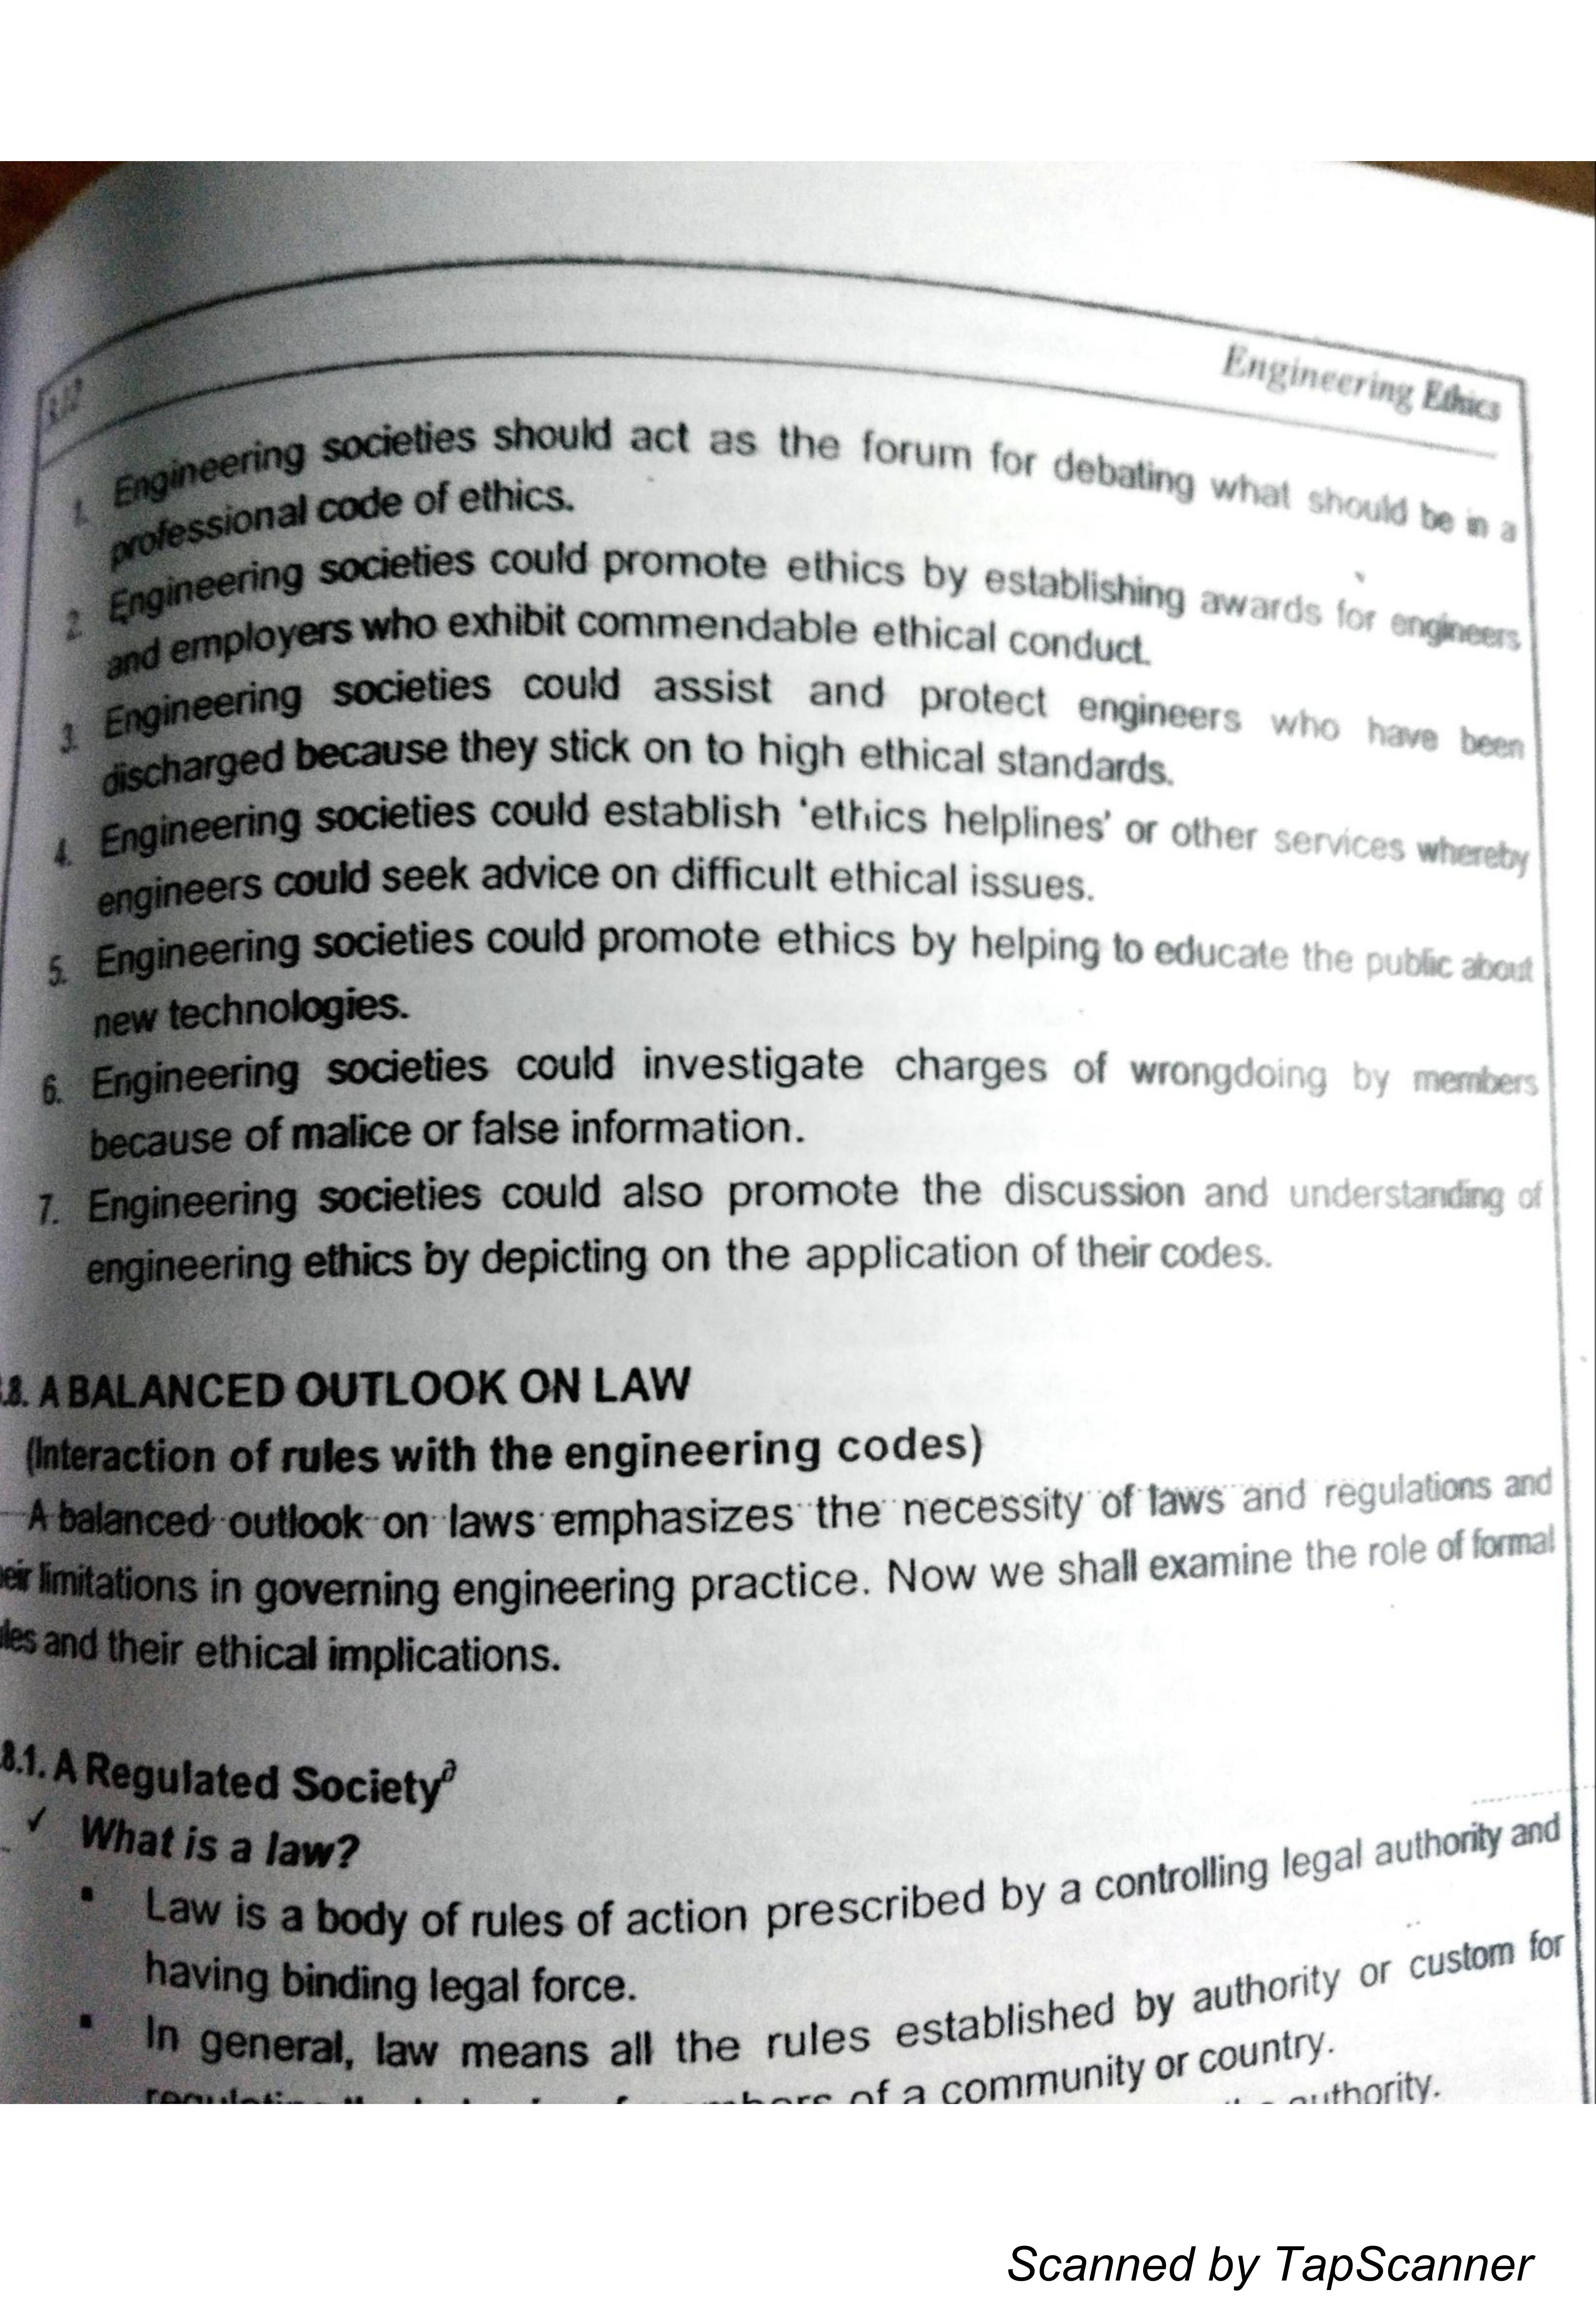 Engineering Ethics
1. Engineering societies should act as the forum for debating what should be in a
professional code of ethics.
2. Engineering societies could promote ethics by establishing awards for engineers
and employers who exhibit commendable ethical conduct.
3. Engineering societies could assist and protect engineers who have been
discharged because they stick on to high ethical standards.
4. Engineering societies could establish ‘ethics helplines’ or other services whereby
engineers could seek advice on difficult ethical issues.
5. Engineering societies could promote ethics by helping to educate the public about
new technologies.
6. Engineering societies could investigate charges of wrongdoing by members
because of malice or false information.
7. Engineering societies could also promote the discussion and understanding of
engineering ethics by depicting on the application of their codes.
.8. A BALANCED OUTLOOK ON LAW
(Interaction of rules with the engineering codes)
A balanced outlook on laws emphasizes the necessity of laws and regulations and
eir limitations in governing engineering practice. Now we shall examine the role of formal
les and their ethical implications.
8.1. A Regulated Society∂
✓ What is a law?
▪ Law is a body of rules of action prescribed by a controlling legal authority and
having binding legal force.
▪ In general, law means all the rules established by authority or custom for
of a community or country.
authority.
Scanned by TapScanner